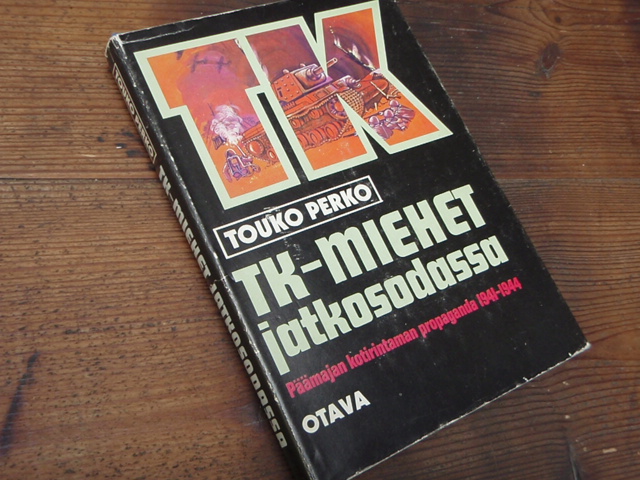 TK
TOUKO PERKO
TK-MIEHET
jatkosodassa
Päämajan kotirintaman propaganda 1941-1944
OTAVA
TOUKO PERKO TK-MIEHET jatkosodassa